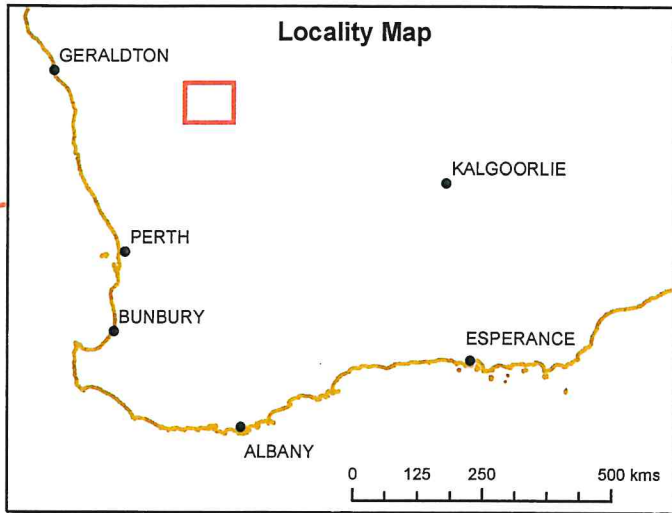 Locality Map
GERALDTON
KALGOORLIE
PERTH
BUNBURY
ESPERANCE
ALBANY
0 125 250 500 kms